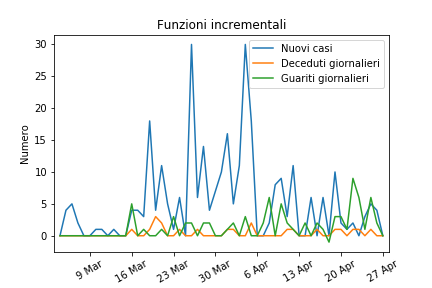 Funzioni incrementali
Nuovi casi
Deceduti giornalieri
Guariti giornalieri
Numero
30
25
20
15
10
5
0
9 Mar
16 Mar
23 Mar
30 Mar
6 Apr
13 Apr
20 Apr
27 Apr